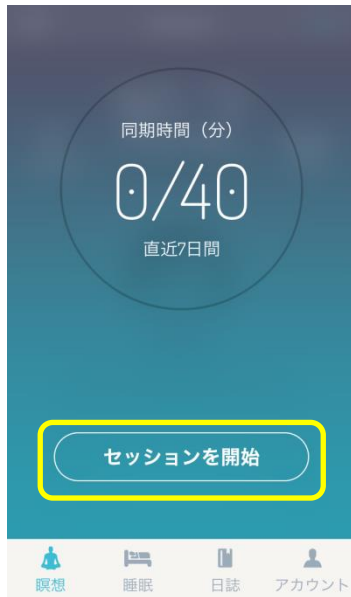 同期時間（分）
0/40
直近7日間
セッションを開始
瞑想
睡眠
日誌
アカウント